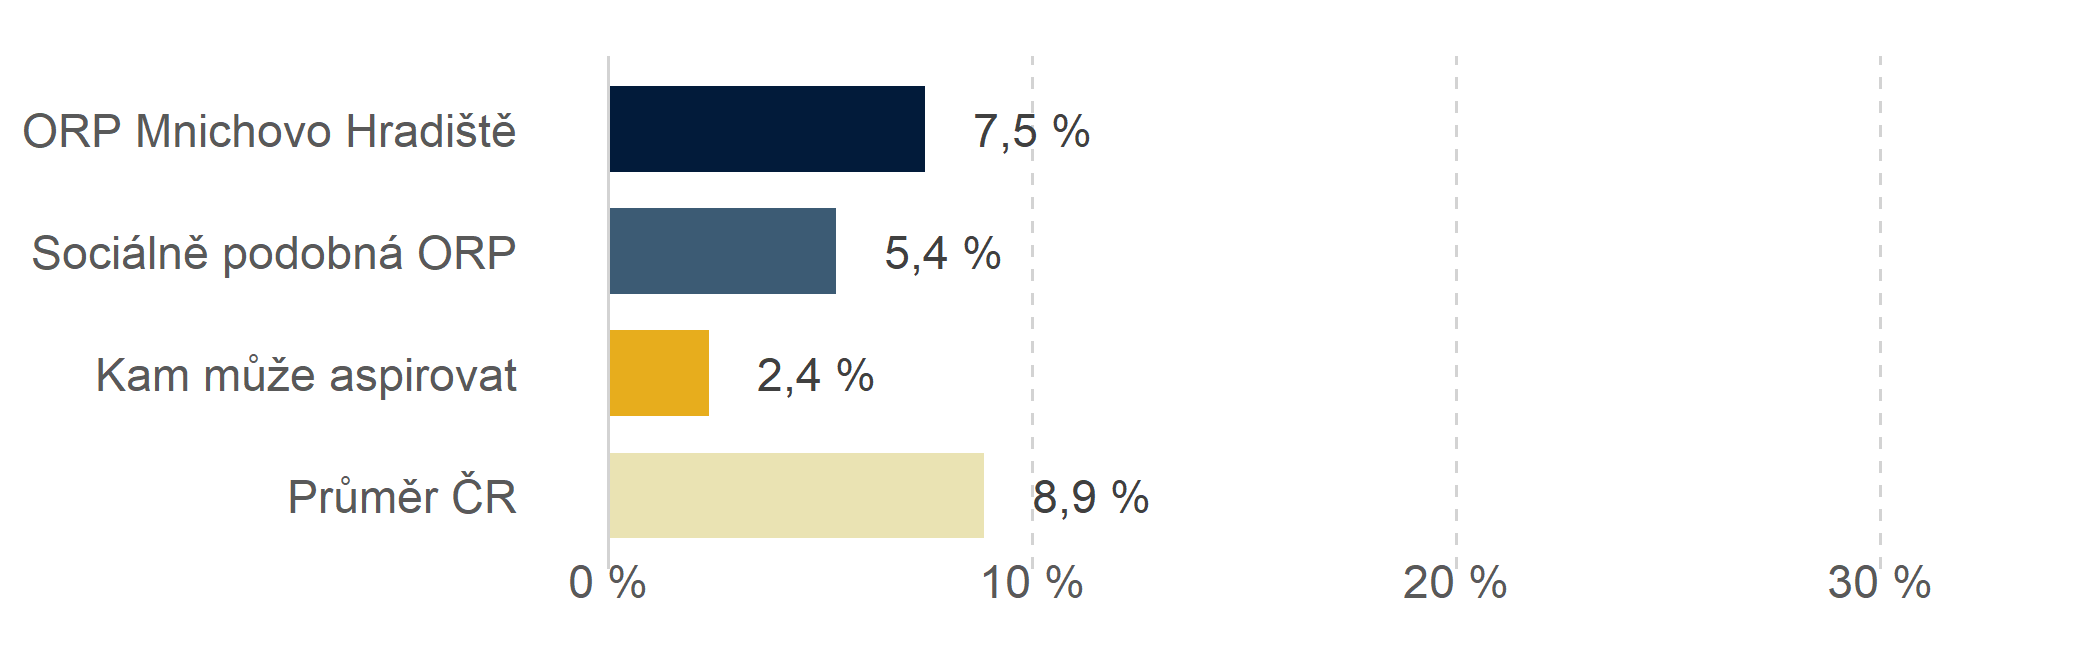 ORP Mnichovo Hradiště
7,5 %
Sociálně podobná ORP
5,4 %
Kam může aspirovat
2,4 %
Průměr ČR
8,9 %
0 %
10 %
20 %
30 %